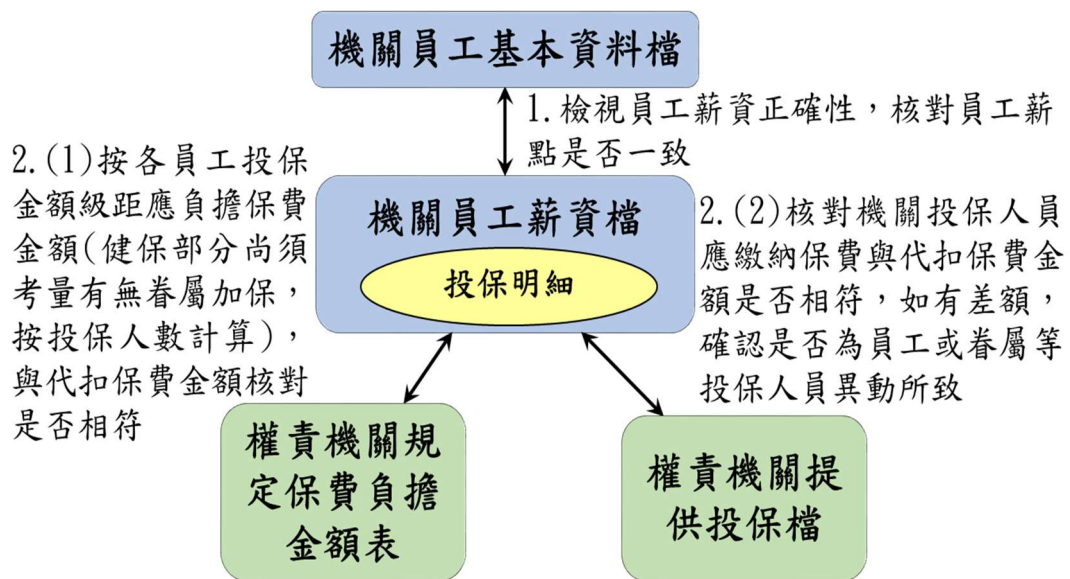 機關員工基本資料檔
1.檢視員工薪資正確性，核對員工薪
點是否一致
2.(1)按各員工投保
金額級距應負擔保費
金額(健保部分尚須
考量有無眷屬加保，
按投保人數計算)，
與代扣保費金額核對
是否相符
機關員工薪資檔
投保明細
2.(2)核對機關投保人員
應繳納保費與代扣保費金
額是否相符，如有差額，
確認是否為員工或眷屬等
投保人員異動所致
權責機關規
定保費負擔
金額表
權責機關提
供投保檔